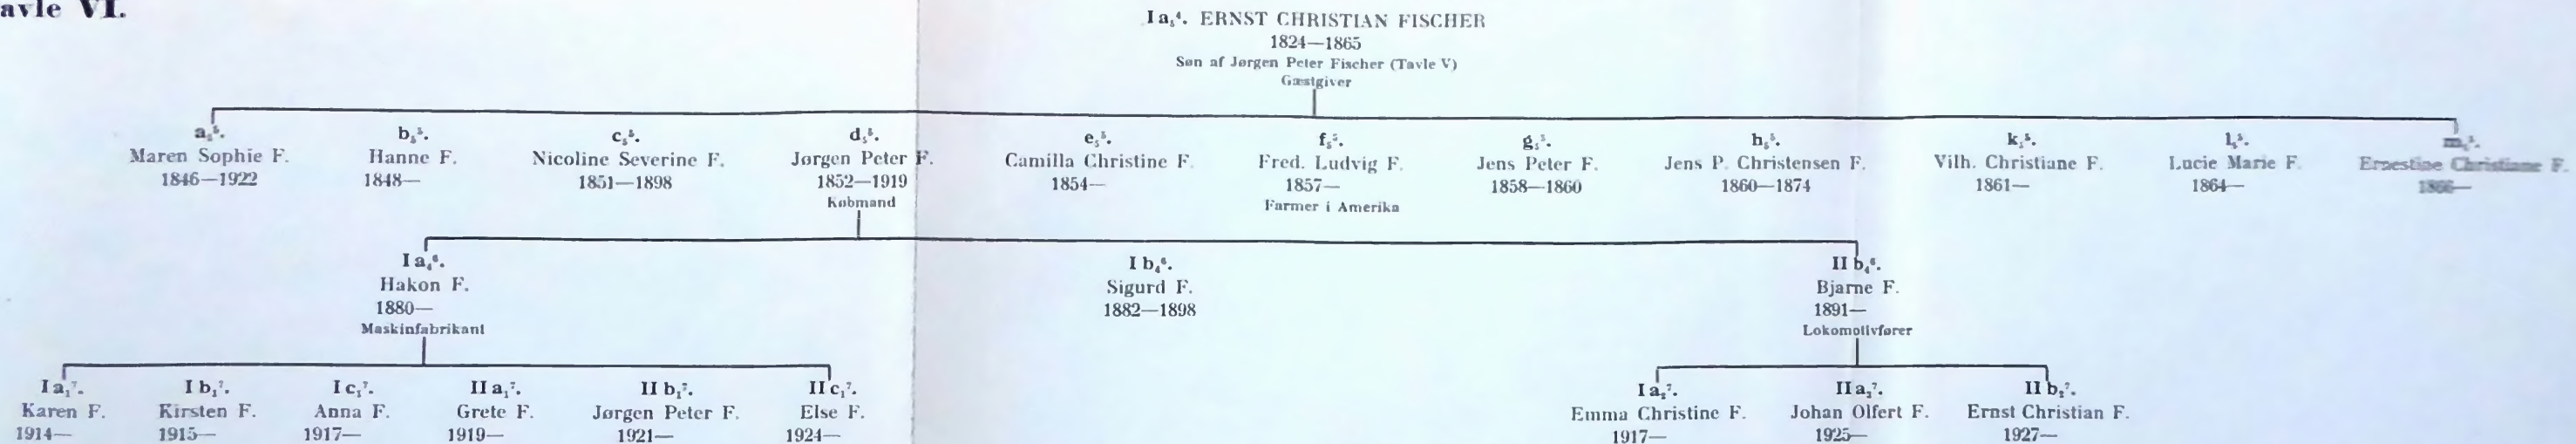 avle VI.
I a₅⁴. ERNST CHRISTIAN FISCHER
1824—1865
Søn af Jørgen Peter Fischer (Tavle V)
Gæstgiver
a₅⁵. b₅⁵. c₅⁵. d₅⁵. e₅⁵. f₅⁵. g₅⁵. h₅⁵. k₅⁵. l₅⁵. m₅⁵.
Maren Sophie F. Hanne F. Nicoline Severine F. Jørgen Peter F. Camilla Christine F. Fred. Ludvig F. Jens Peter F. Jens P. Christensen F. Vilh. Christiane F. Lucie Marie F. Ernestine Christiane F.
1846—1922 1848— 1851—1898 1852—1919 1854— 1857— 1858—1860 1860—1874 1861— 1864— 1866—
Købmand Farmer i Amerika
I a₄⁶. I b₄⁶. II b₄⁶.
Hakon F. Sigurd F. Bjarne F.
1880— 1882—1898 1891—
Maskinfabrikant Lokomotivfører
I a₁⁷. I b₁⁷. I c₁⁷. II a₁⁷. II b₁⁷. II c₁⁷. I a₂⁷. II a₂⁷. II b₂⁷.
Karen F. Kirsten F. Anna F. Grete F. Jørgen Peter F. Else F. Emma Christine F. Johan Olfert F. Ernst Christian F.
1914— 1915— 1917— 1919— 1921— 1924— 1917— 1925— 1927—